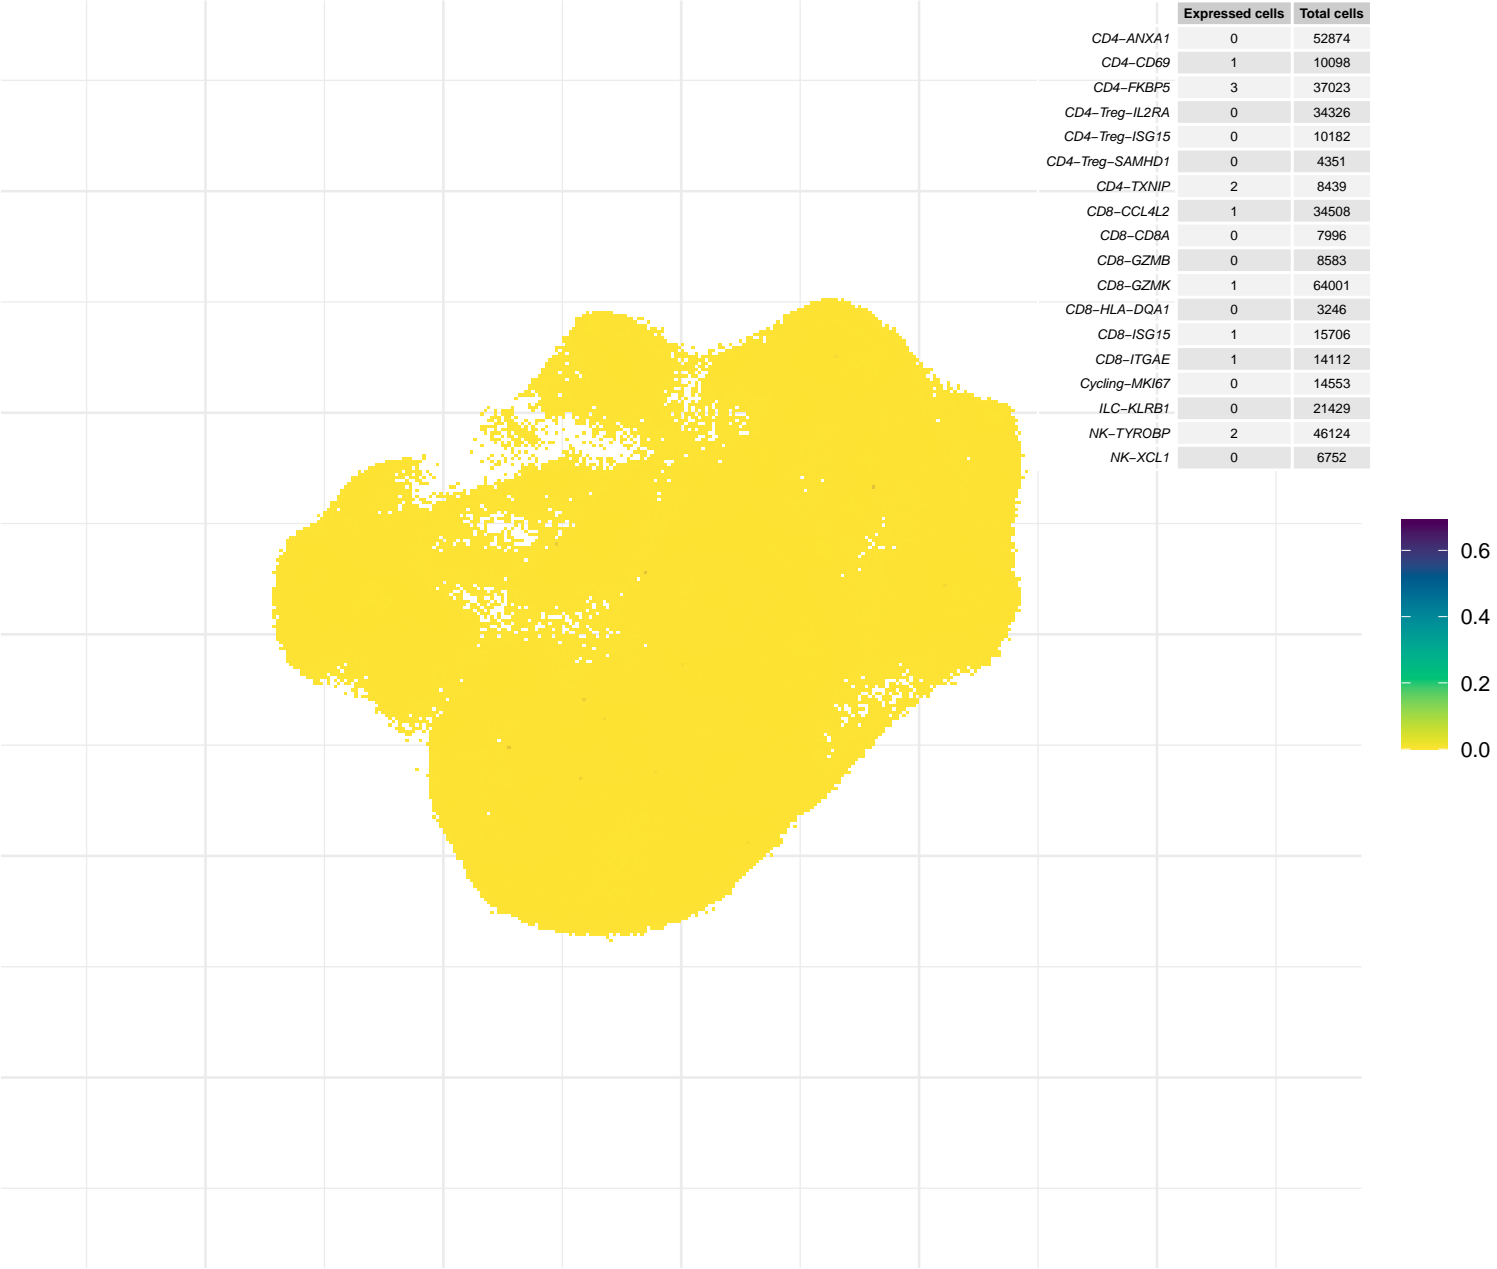 Expressed cells Total cells
CD4−ANXA1 0 52874
CD4−CD69 1 10098
CD4−FKBP5 3 37023
CD4−Treg−IL2RA 0 34326
CD4−Treg−ISG15 0 10182
CD4−Treg−SAMHD1 0 4351
CD4−TXNIP 2 8439
CD8−CCL4L2 1 34508
CD8−CD8A 0 7996
CD8−GZMB 0 8583
CD8−GZMK 1 64001
CD8−HLA−DQA1 0 3246
CD8−ISG15 1 15706
CD8−ITGAE 1 14112
Cycling−MKI67 0 14553
ILC−KLRB1 0 21429
NK−TYROBP 2 46124
NK−XCL1 0 6752
0.6
0.4
0.2
0.0